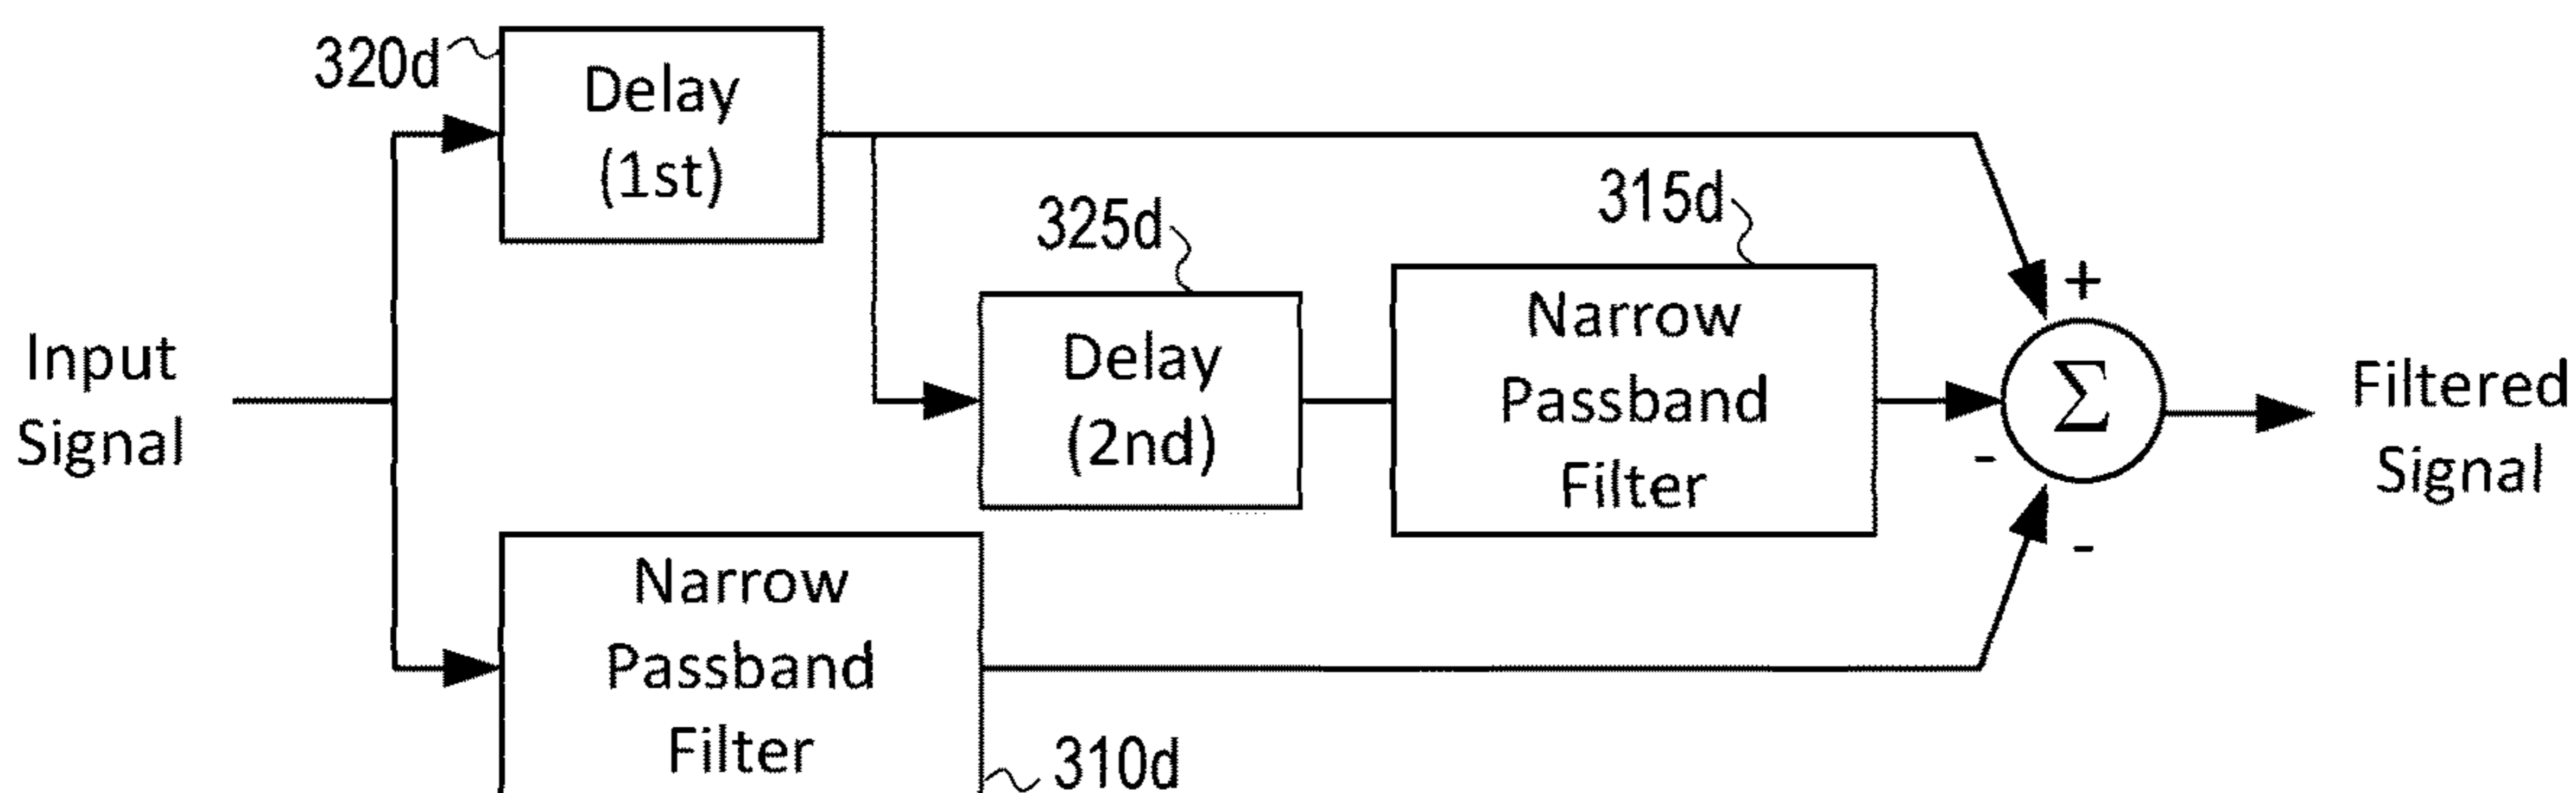 320d
Delay
(1st)
315d
325d
+
Narrow
Passband
Filter
Delay
(2nd)
Input
Signal
Σ
Filtered
Signal
-
-
Narrow
Passband
Filter
310d